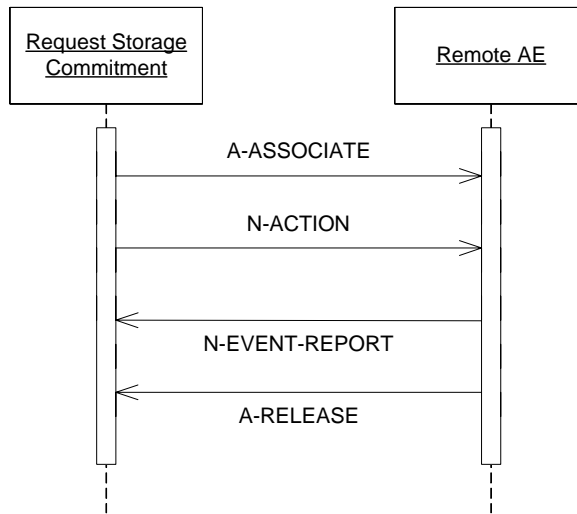 Request Storage
Commitment
Remote AE
A-ASSOCIATE
N-ACTION
N-EVENT-REPORT
A-RELEASE